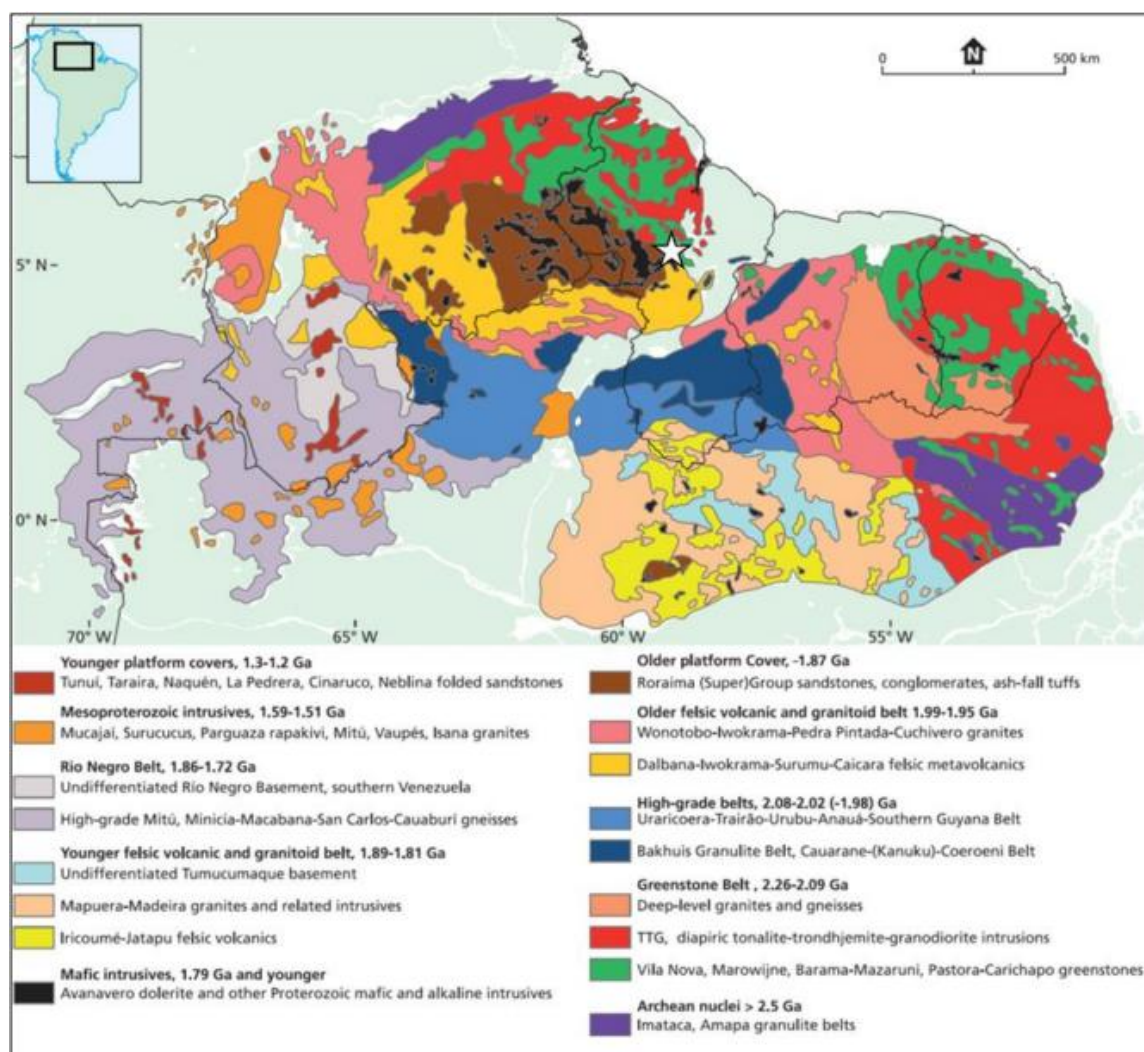 N
0 500 km
5° N
0° N
70° W 65° W 60° W 55° W
Younger platform covers, 1.3-1.2 Ga
Tunuí, Taraira, Naquén, La Pedrera, Cinaruco, Neblina folded sandstones
Mesoproterozoic intrusives, 1.59-1.51 Ga
Mucajaí, Surucucus, Parguaza rapakivi, Mitú, Vaupés, Isana granites
Rio Negro Belt, 1.86-1.72 Ga
Undifferentiated Río Negro Basement, southern Venezuela
High-grade Mitú, Minicia-Macabana-San Carlos-Cauaburi gneisses
Younger felsic volcanic and granitoid belt, 1.89-1.81 Ga
Undifferentiated Tumucumaque basement
Mapuera-Madeira granites and related intrusives
Iricoumé-Jatapu felsic volcanics
Mafic intrusives, 1.79 Ga and younger
Avanavero dolerite and other Proterozoic mafic and alkaline intrusives
Older platform Cover, -1.87 Ga
Roraima (Super)Group sandstones, conglomerates, ash-fall tuffs
Older felsic volcanic and granitoid belt 1.99-1.95 Ga
Wonotobo-Iwokrama-Pedra Pintada-Cuchivero granites
Dalbana-Iwokrama-Surumu-Caicara felsic metavolcanics
High-grade belts, 2.08-2.02 (-1.98) Ga
Uraricoera-Trairão-Urubu-Anauá-Southern Guyana Belt
Bakhuis Granulite Belt, Cauarane-(Kanuku)-Coeroeni Belt
Greenstone Belt , 2.26-2.09 Ga
Deep-level granites and gneisses
TTG, diapiric tonalite-trondhjemite-granodiorite intrusions
Vila Nova, Marowijne, Barama-Mazaruni, Pastora-Carichapo greenstones
Archean nuclei > 2.5 Ga
Imataca, Amapa granulite belts